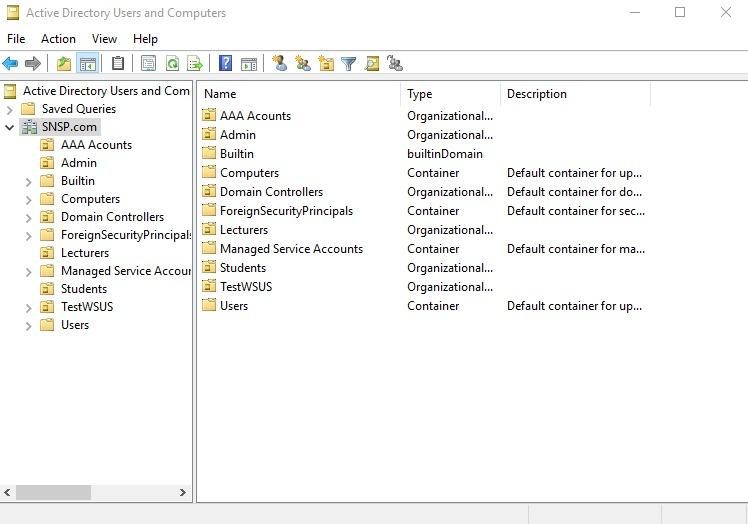 Active Directory Users and Computers
File Action View Help
Active Directory Users and Com
Saved Queries
SNSP.com
AAA Acounts
Admin
Builtin
Computers
Domain Controllers
ForeignSecurityPrincipals
Lecturers
Managed Service Accour
Students
TestWSUS
Users
Name Type Description
AAA Acounts Organizational...
Admin Organizational...
Builtin builtinDomain
Computers Container Default container for up...
Domain Controllers Organizational... Default container for do...
ForeignSecurityPrincipals Container Default container for sec...
Lecturers Organizational...
Managed Service Accounts Container Default container for ma...
Students Organizational...
TestWSUS Organizational...
Users Container Default container for up...